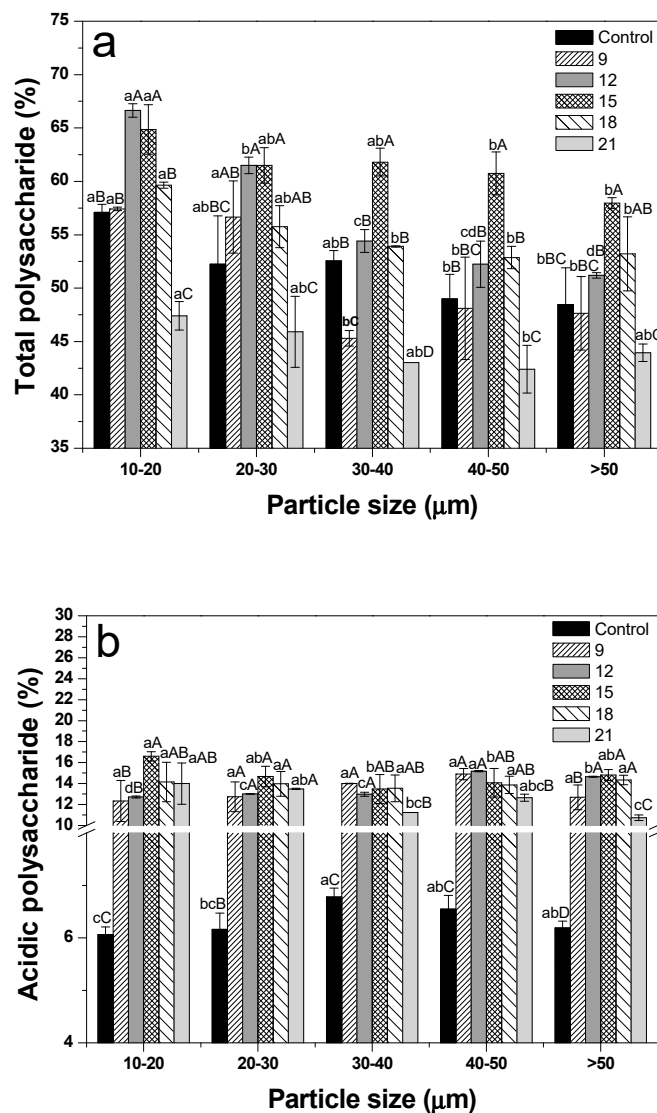 a
Total polysaccharide (%)
75
70
65
60
55
50
45
40
35
Control
9
12
15
18
21
aB aB aA aA aB aC
abBC aAB bA abA abAB abC
abB bC cB abA bB abD
bB bBC cdB bA bB bC
bBC bBC dB bA bAB abC
10-20 20-30 30-40 40-50 >50
Particle size (μm)
b
Acidic polysaccharide (%)
30
28
26
24
22
20
18
16
14
12
10
6
4
Control
9
12
15
18
21
cC aB dB aA aAB aAB
bcB aA cA abA aA abA
aC aA cA bAB aAB bcB
abC aA aA bAB aAB abcB
abD aB bA abA aA cC
10-20 20-30 30-40 40-50 >50
Particle size (μm)